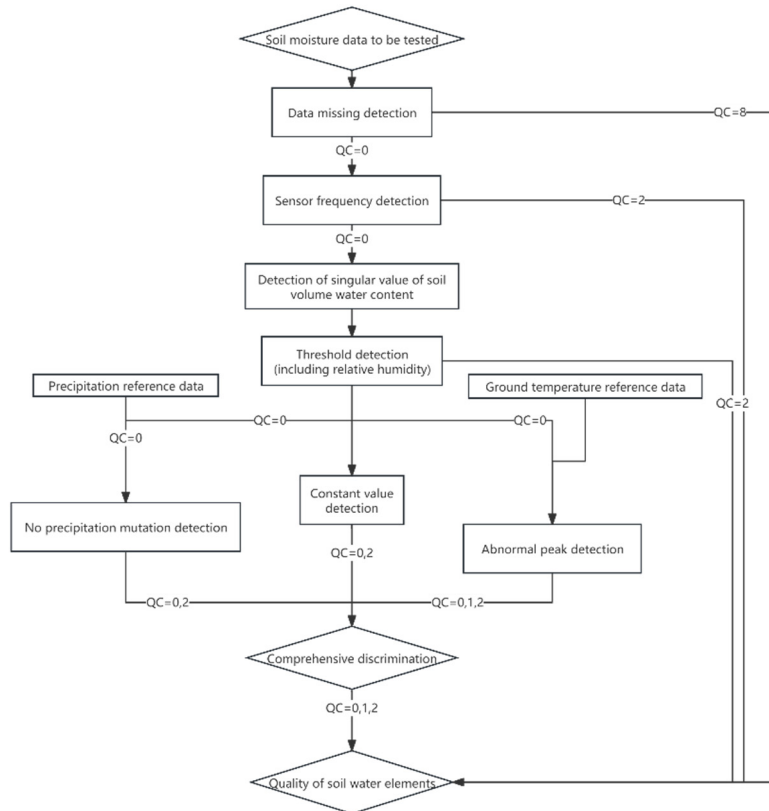 Soil moisture data to be tested
Data missing detection
QC=8
QC=0
Sensor frequency detection
QC=2
QC=0
Detection of singular value of soil
volume water content
Threshold detection
(including relative humidity)
Precipitation reference data
Ground temperature reference data
QC=2
QC=0
QC=0
QC=0
Constant value
detection
No precipitation mutation detection
Abnormal peak detection
QC=0,2
QC=0,2
QC=0,1,2
Comprehensive discrimination
QC=0,1,2
Quality of soil water elements